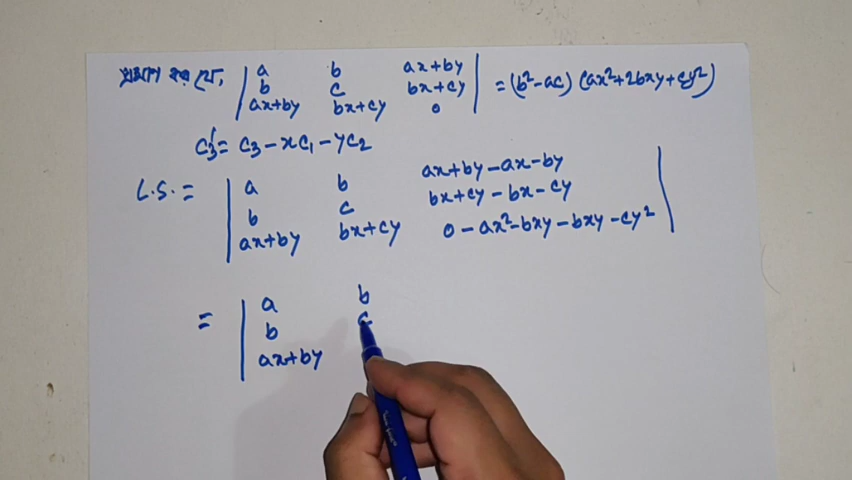 প্রমাণ কর যে, | a b ax+by | = (b²-ac) (ax²+2bxy+cy²)
b c bx+cy
ax+by bx+cy 0
c₃′ = c₃ - xc₁ - yc₂
L.S. = | a b ax+by-ax-by |
b c bx+cy-bx-cy
ax+by bx+cy 0-ax²-bxy-bxy-cy²
= | a b
b c
ax+by